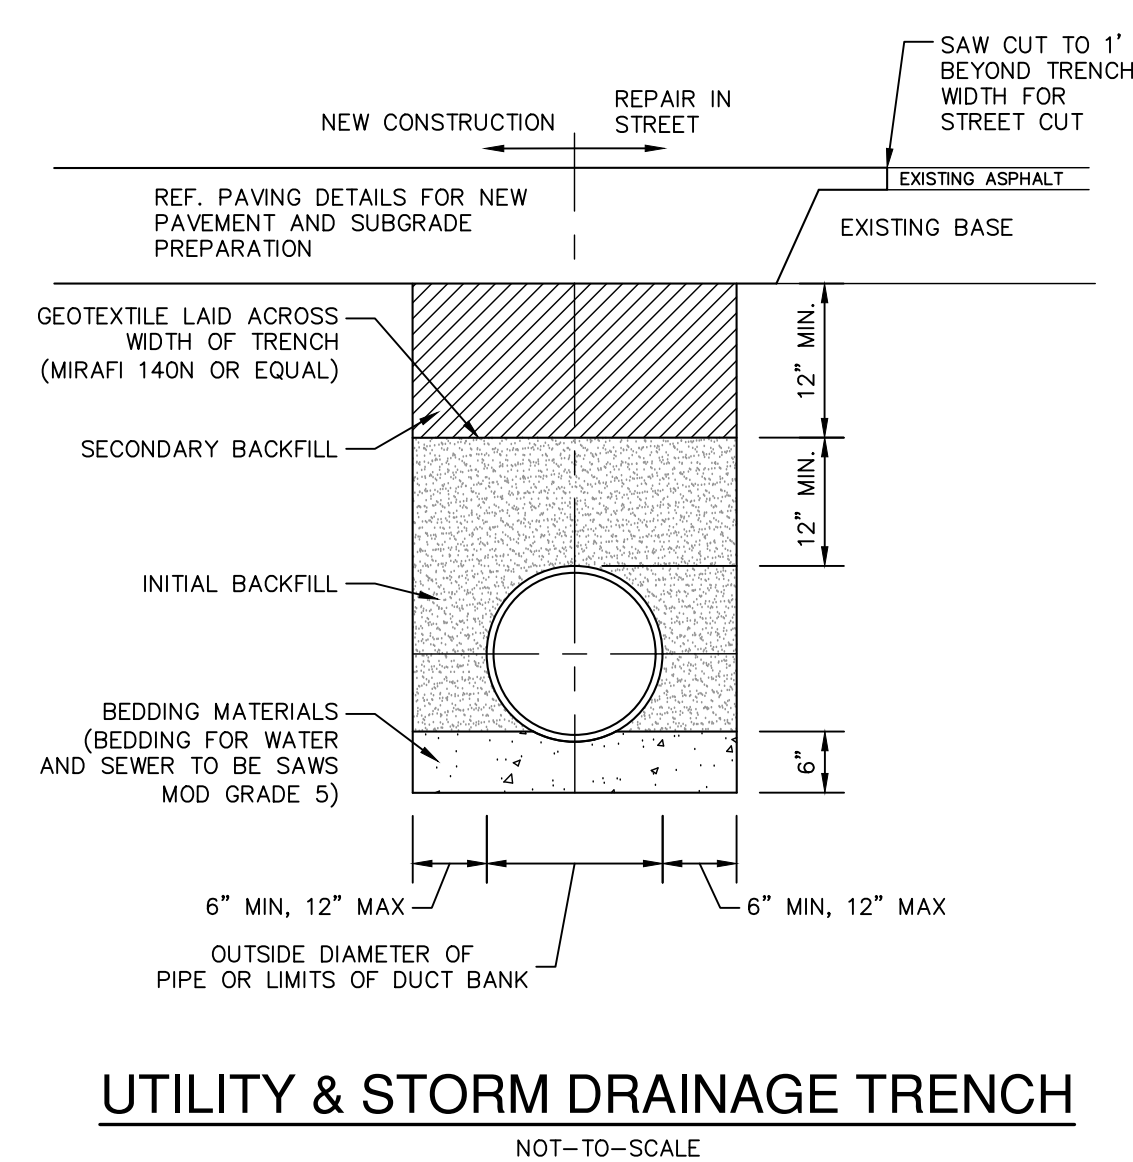 SAW CUT TO 1'
BEYOND TRENCH
WIDTH FOR
STREET CUT
NEW CONSTRUCTION
REPAIR IN
STREET
EXISTING ASPHALT
REF. PAVING DETAILS FOR NEW
PAVEMENT AND SUBGRADE
PREPARATION
EXISTING BASE
GEOTEXTILE LAID ACROSS
WIDTH OF TRENCH
(MIRAFI 140N OR EQUAL)
12" MIN.
SECONDARY BACKFILL
12" MIN.
INITIAL BACKFILL
BEDDING MATERIALS
(BEDDING FOR WATER
AND SEWER TO BE SAWS
MOD GRADE 5)
6"
6" MIN, 12" MAX
6" MIN, 12" MAX
OUTSIDE DIAMETER OF
PIPE OR LIMITS OF DUCT BANK
UTILITY & STORM DRAINAGE TRENCH
NOT-TO-SCALE